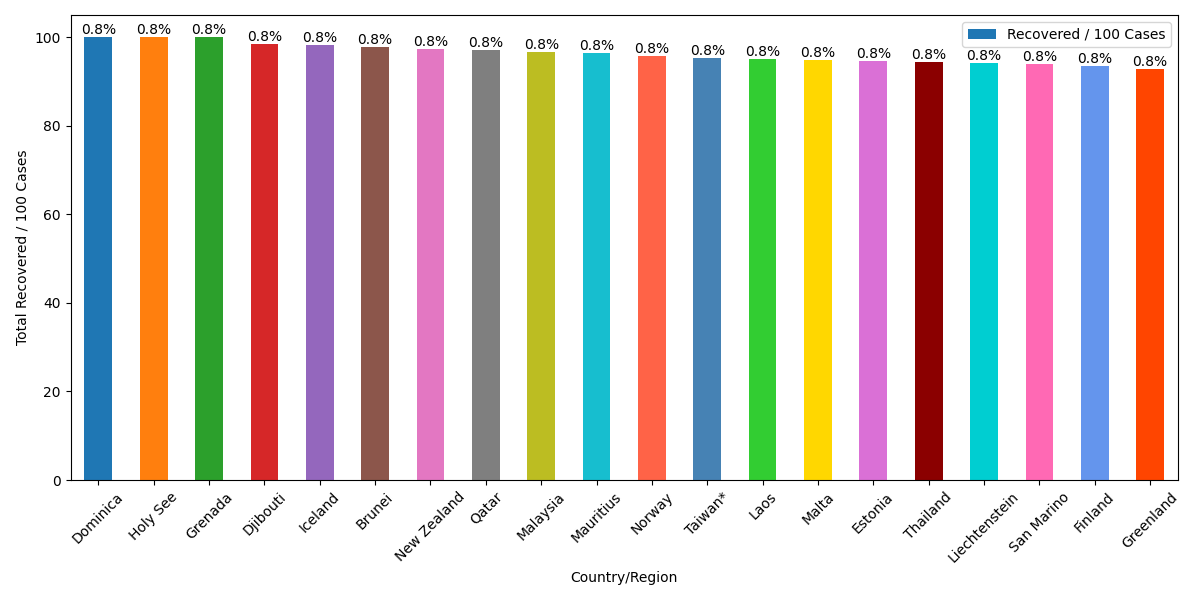 0.8% 0.8% 0.8% 0.8% 0.8% 0.8% 0.8% 0.8% 0.8% 0.8% 0.8% 0.8% 0.8% 0.8% 0.8% 0.8% 0.8% 0.8% 0.8% 0.8%
Recovered / 100 Cases
Total Recovered / 100 Cases
100
80
60
40
20
0
Dominica
Holy See
Grenada
Djibouti
Iceland
Brunei
New Zealand
Qatar
Malaysia
Mauritius
Norway
Taiwan*
Laos
Malta
Estonia
Thailand
Liechtenstein
San Marino
Finland
Greenland
Country/Region